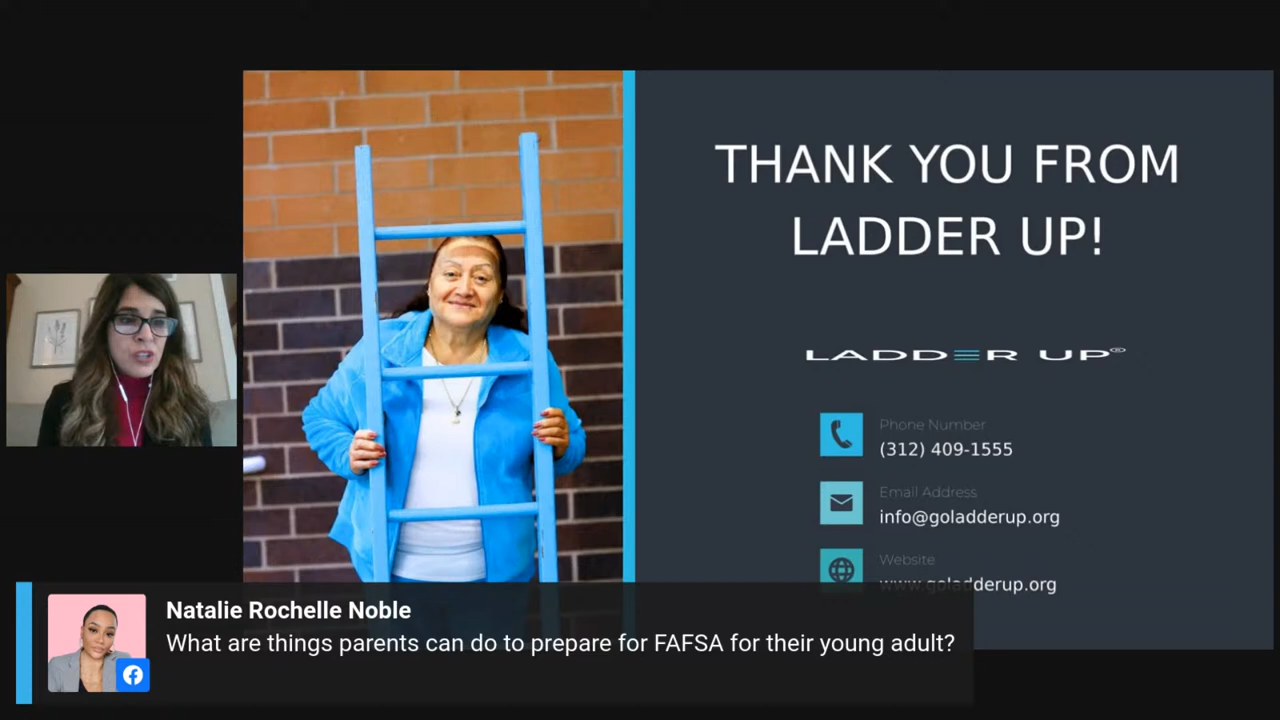 THANK YOU FROM
LADDER UP!
LADDER UP®
Phone Number
(312) 409-1555
Email Address
info@goladderup.org
Website
www.goladderup.org
Natalie Rochelle Noble
What are things parents can do to prepare for FAFSA for their young adult?